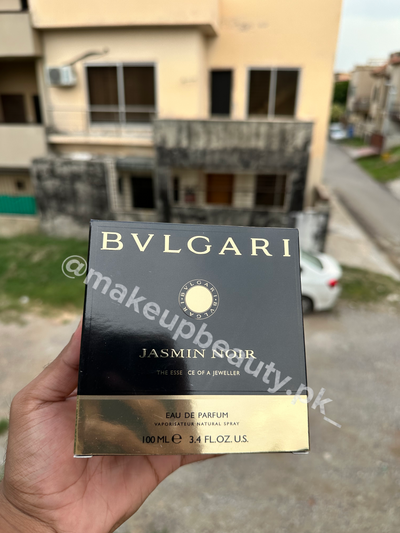 BVLGARI
BVLGARI • BVLGARI
JASMIN NOIR
THE ESSENCE OF A JEWELLER
EAU DE PARFUM
VAPORISATEUR NATURAL SPRAY
100 ML ℮ 3.4 FL.OZ. U.S.
@makeupbeauty.pk_